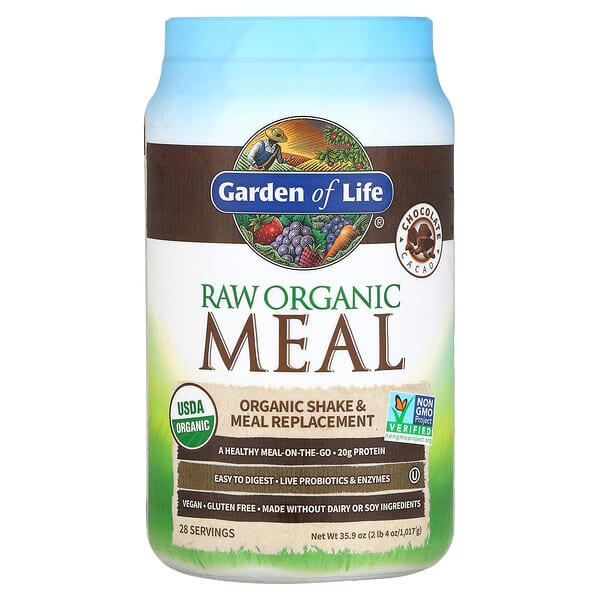 Garden of Life®
CHOCOLATE
CACAO
RAW ORGANIC
MEAL
USDA
ORGANIC
ORGANIC SHAKE &
MEAL REPLACEMENT
NON
GMO
Project
VERIFIED
nongmoproject.org
A HEALTHY MEAL-ON-THE-GO • 20g PROTEIN
EASY TO DIGEST • LIVE PROBIOTICS & ENZYMES
U
VEGAN • GLUTEN FREE • MADE WITHOUT DAIRY OR SOY INGREDIENTS
28 SERVINGS
Net Wt 35.9 oz (2 lb 4 oz/1,017g)